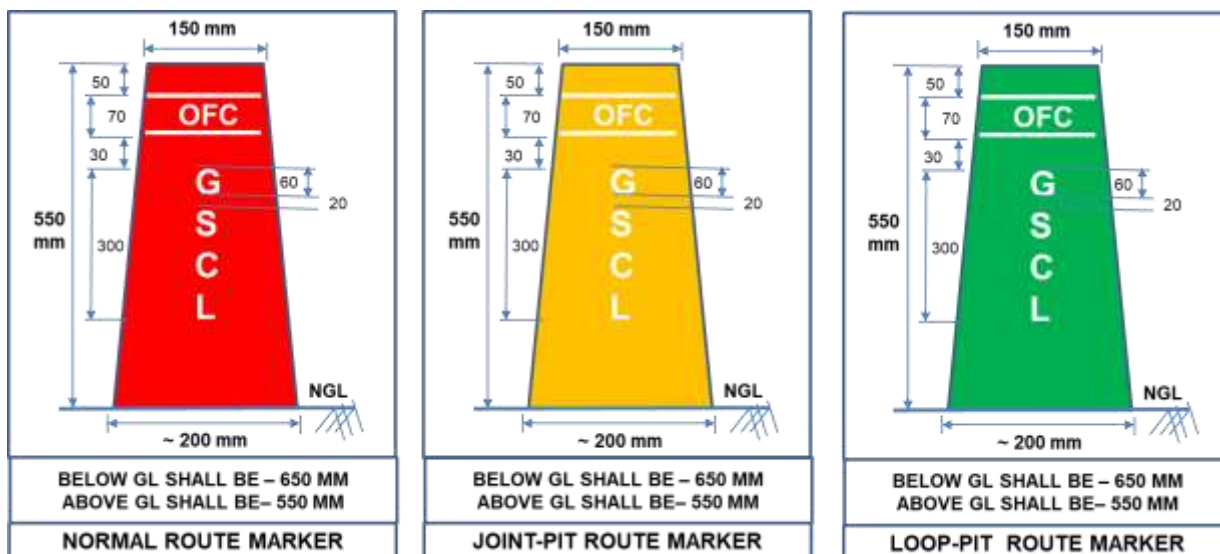 150 mm
50
OFC
70
30
G
60
20
550
mm
S
300
C
L
NGL
~ 200 mm
BELOW GL SHALL BE – 650 MM
ABOVE GL SHALL BE– 550 MM
NORMAL ROUTE MARKER
150 mm
50
OFC
70
30
G
60
20
550
mm
S
300
C
L
NGL
~ 200 mm
BELOW GL SHALL BE – 650 MM
ABOVE GL SHALL BE– 550 MM
JOINT-PIT ROUTE MARKER
150 mm
50
OFC
70
30
G
60
20
550
mm
S
300
C
L
NGL
~ 200 mm
BELOW GL SHALL BE – 650 MM
ABOVE GL SHALL BE– 550 MM
LOOP-PIT ROUTE MARKER